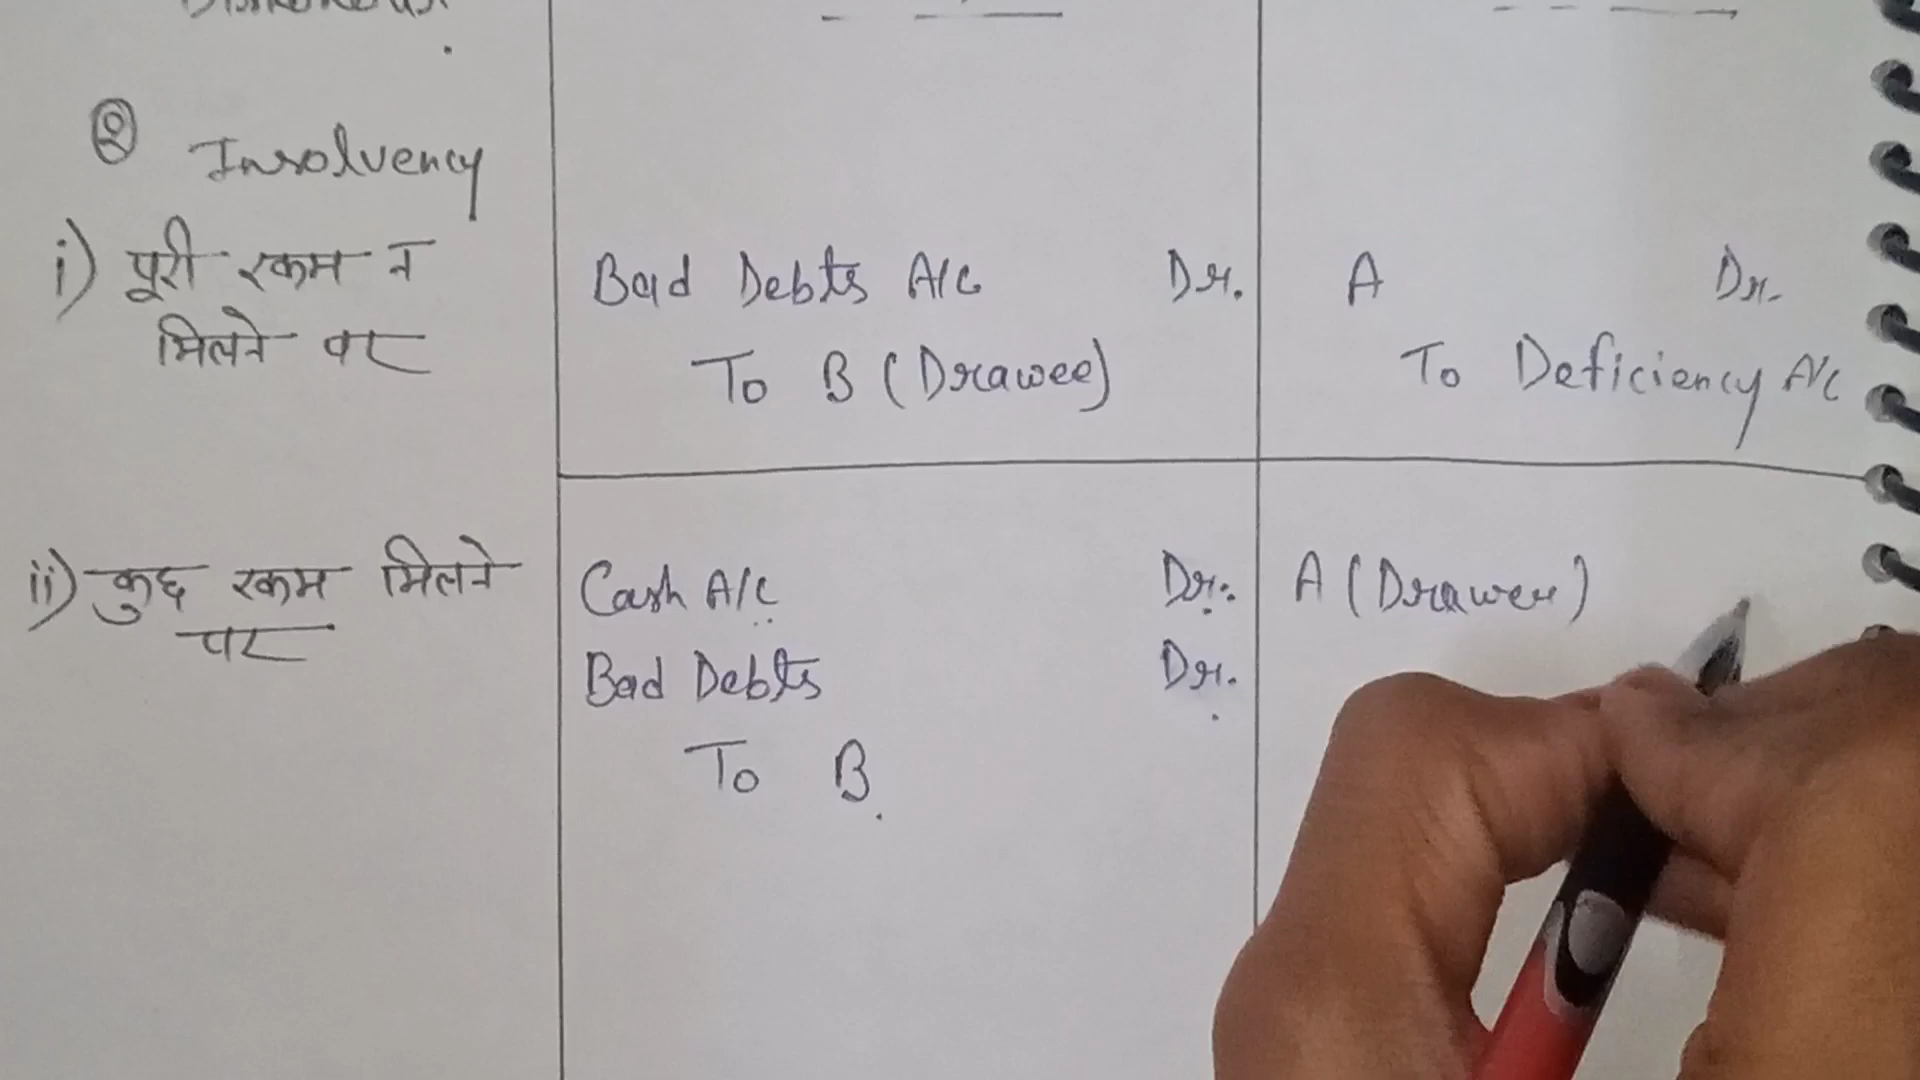 ② Insolvency
i) पूरी रकम न
मिलने पर
Bad Debts A/C Dr.
To B (Drawee)
A Dr.
To Deficiency A/C
ii) कुछ रकम मिलने
पर
Cash A/C Dr.
Bad Debts Dr.
To B
A (Drawer)